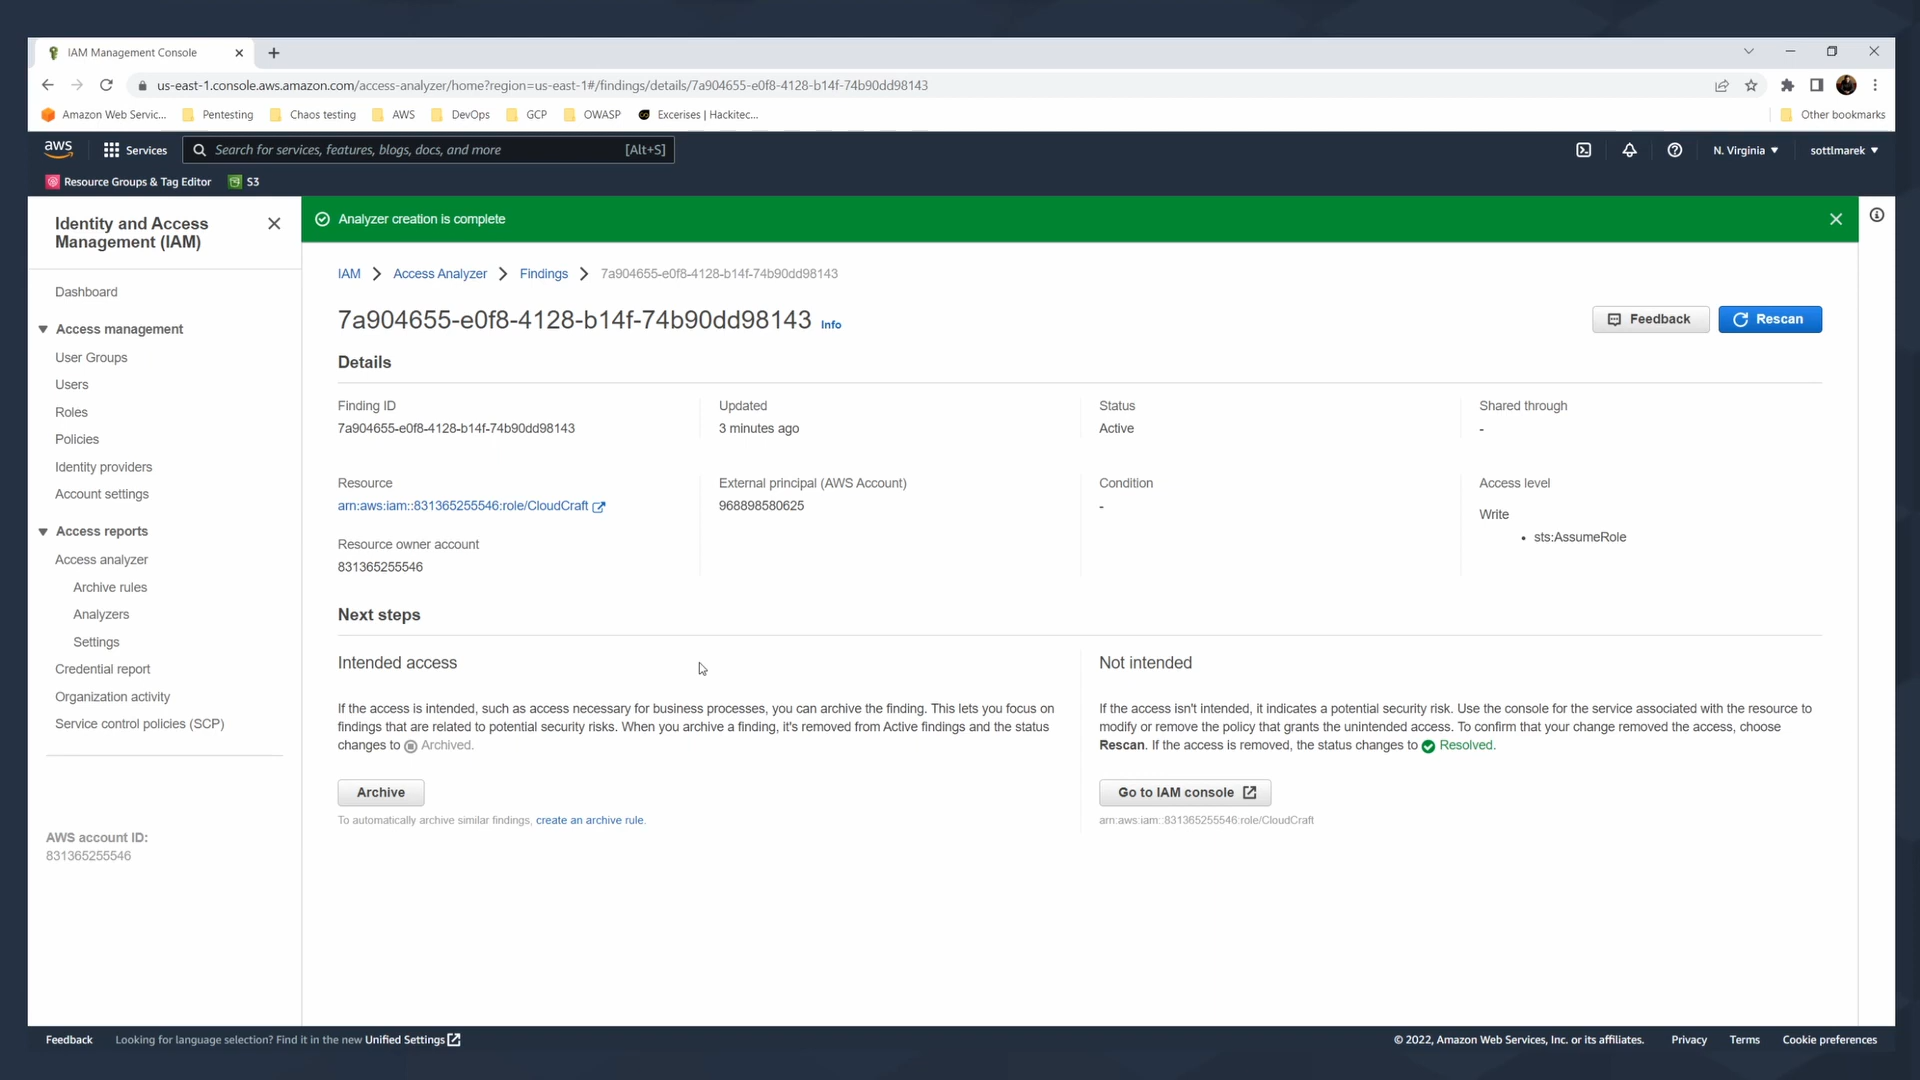 IAM Management Console
us-east-1.console.aws.amazon.com/access-analyzer/home?region=us-east-1#/findings/details/7a904655-e0f8-4128-b14f-74b90dd98143
Amazon Web Servic... Pentesting Chaos testing AWS DevOps GCP OWASP Excerises | Hackitec... Other bookmarks
aws Services Search for services, features, blogs, docs, and more [Alt+S] N. Virginia sottlmarek
Resource Groups & Tag Editor S3
Identity and Access
Management (IAM)
Dashboard
Access management
User Groups
Users
Roles
Policies
Identity providers
Account settings
Access reports
Access analyzer
Archive rules
Analyzers
Settings
Credential report
Organization activity
Service control policies (SCP)
AWS account ID:
831365255546
Analyzer creation is complete
IAM Access Analyzer Findings 7a904655-e0f8-4128-b14f-74b90dd98143
7a904655-e0f8-4128-b14f-74b90dd98143 Info
Feedback Rescan
Details
Finding ID
7a904655-e0f8-4128-b14f-74b90dd98143
Updated
3 minutes ago
Status
Active
Shared through
-
Resource
arn:aws:iam::831365255546:role/CloudCraft
Resource owner account
831365255546
External principal (AWS Account)
968898580625
Condition
-
Access level
Write
• sts:AssumeRole
Next steps
Intended access
If the access is intended, such as access necessary for business processes, you can archive the finding. This lets you focus on
findings that are related to potential security risks. When you archive a finding, it's removed from Active findings and the status
changes to Archived.
Archive
To automatically archive similar findings, create an archive rule.
Not intended
If the access isn't intended, it indicates a potential security risk. Use the console for the service associated with the resource to
modify or remove the policy that grants the unintended access. To confirm that your change removed the access, choose
Rescan. If the access is removed, the status changes to Resolved.
Go to IAM console
arn:aws:iam::831365255546:role/CloudCraft
Feedback Looking for language selection? Find it in the new Unified Settings © 2022, Amazon Web Services, Inc. or its affiliates. Privacy Terms Cookie preferences